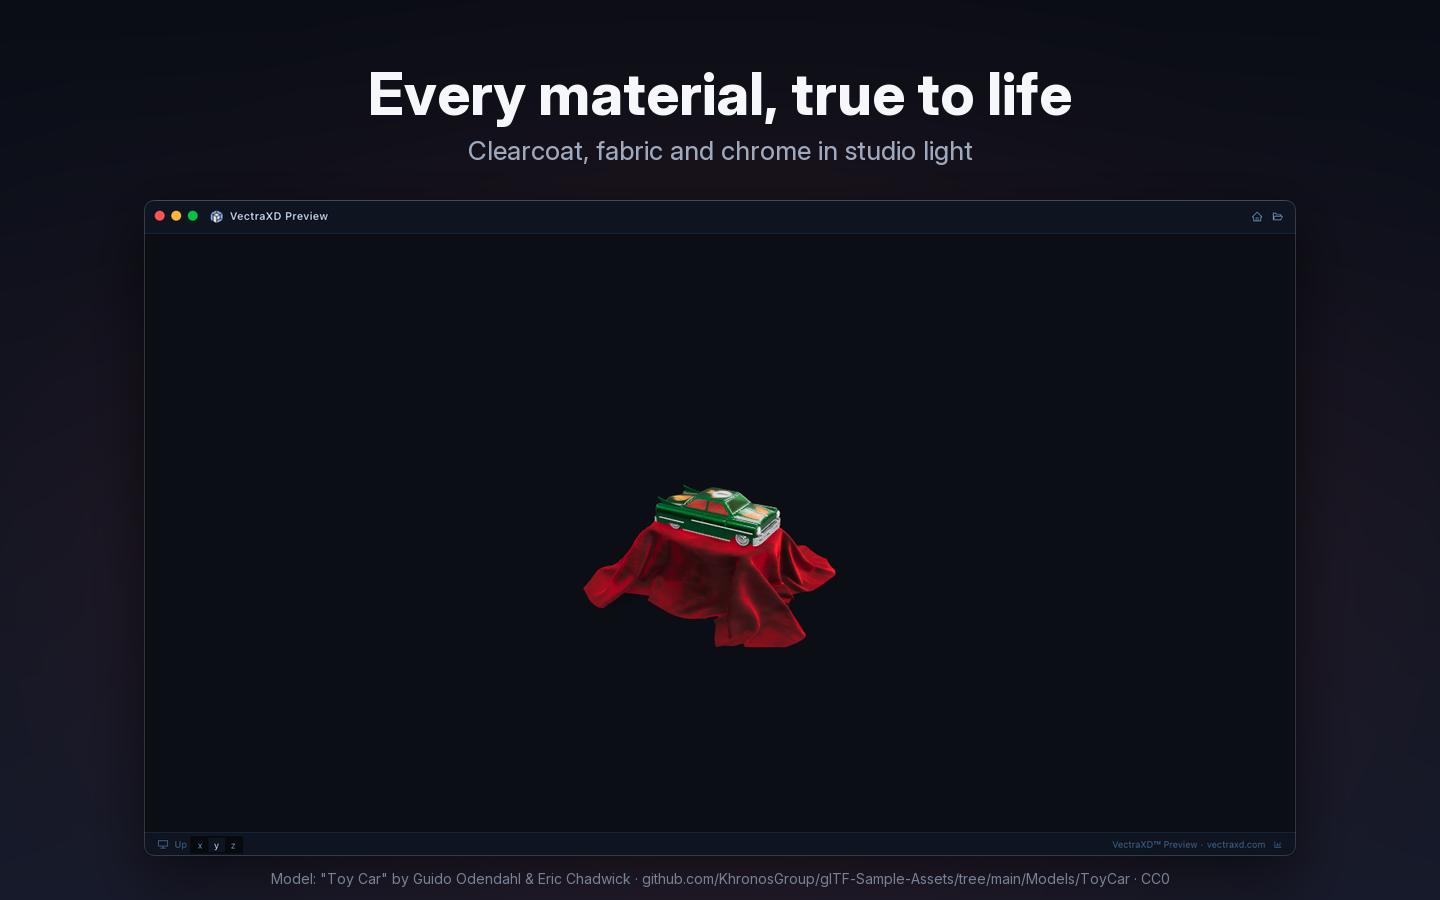 Every material, true to life
Clearcoat, fabric and chrome in studio light
VectraXD Preview
Up x y z
VectraXD™ Preview · vectraxd.com
Model: "Toy Car" by Guido Odendahl & Eric Chadwick · github.com/KhronosGroup/glTF-Sample-Assets/tree/main/Models/ToyCar · CC0